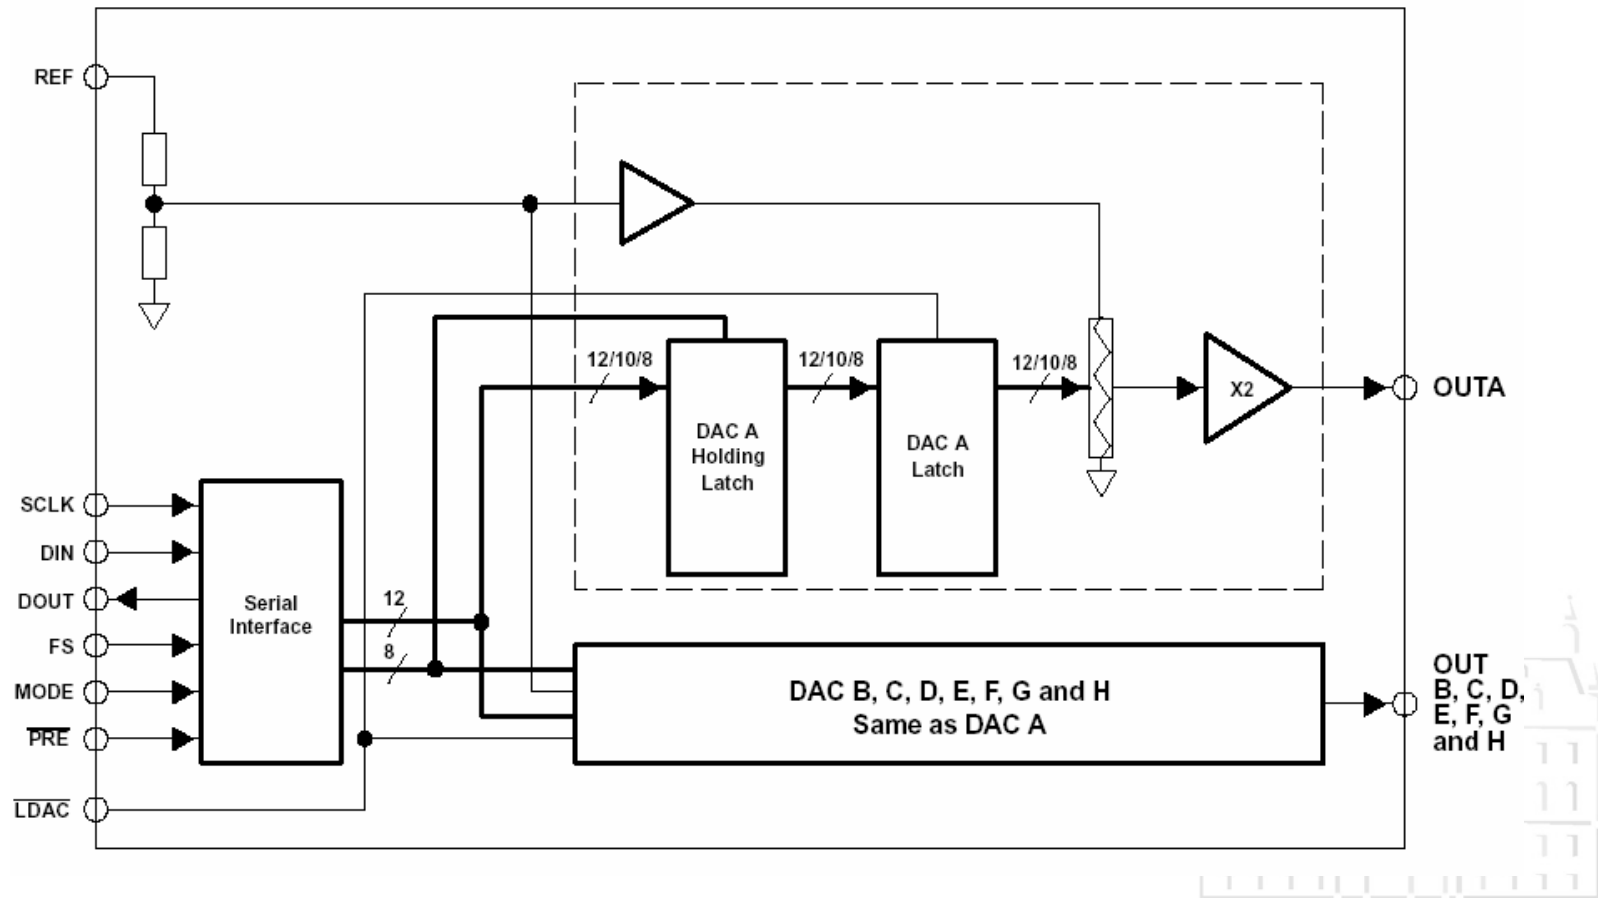 REF
12/10/8
12/10/8
12/10/8
X2
OUTA
DAC A
Holding
Latch
DAC A
Latch
SCLK
DIN
DOUT
FS
MODE
PRE
LDAC
Serial
Interface
12
8
DAC B, C, D, E, F, G and H
Same as DAC A
OUT
B, C, D,
E, F, G
and H